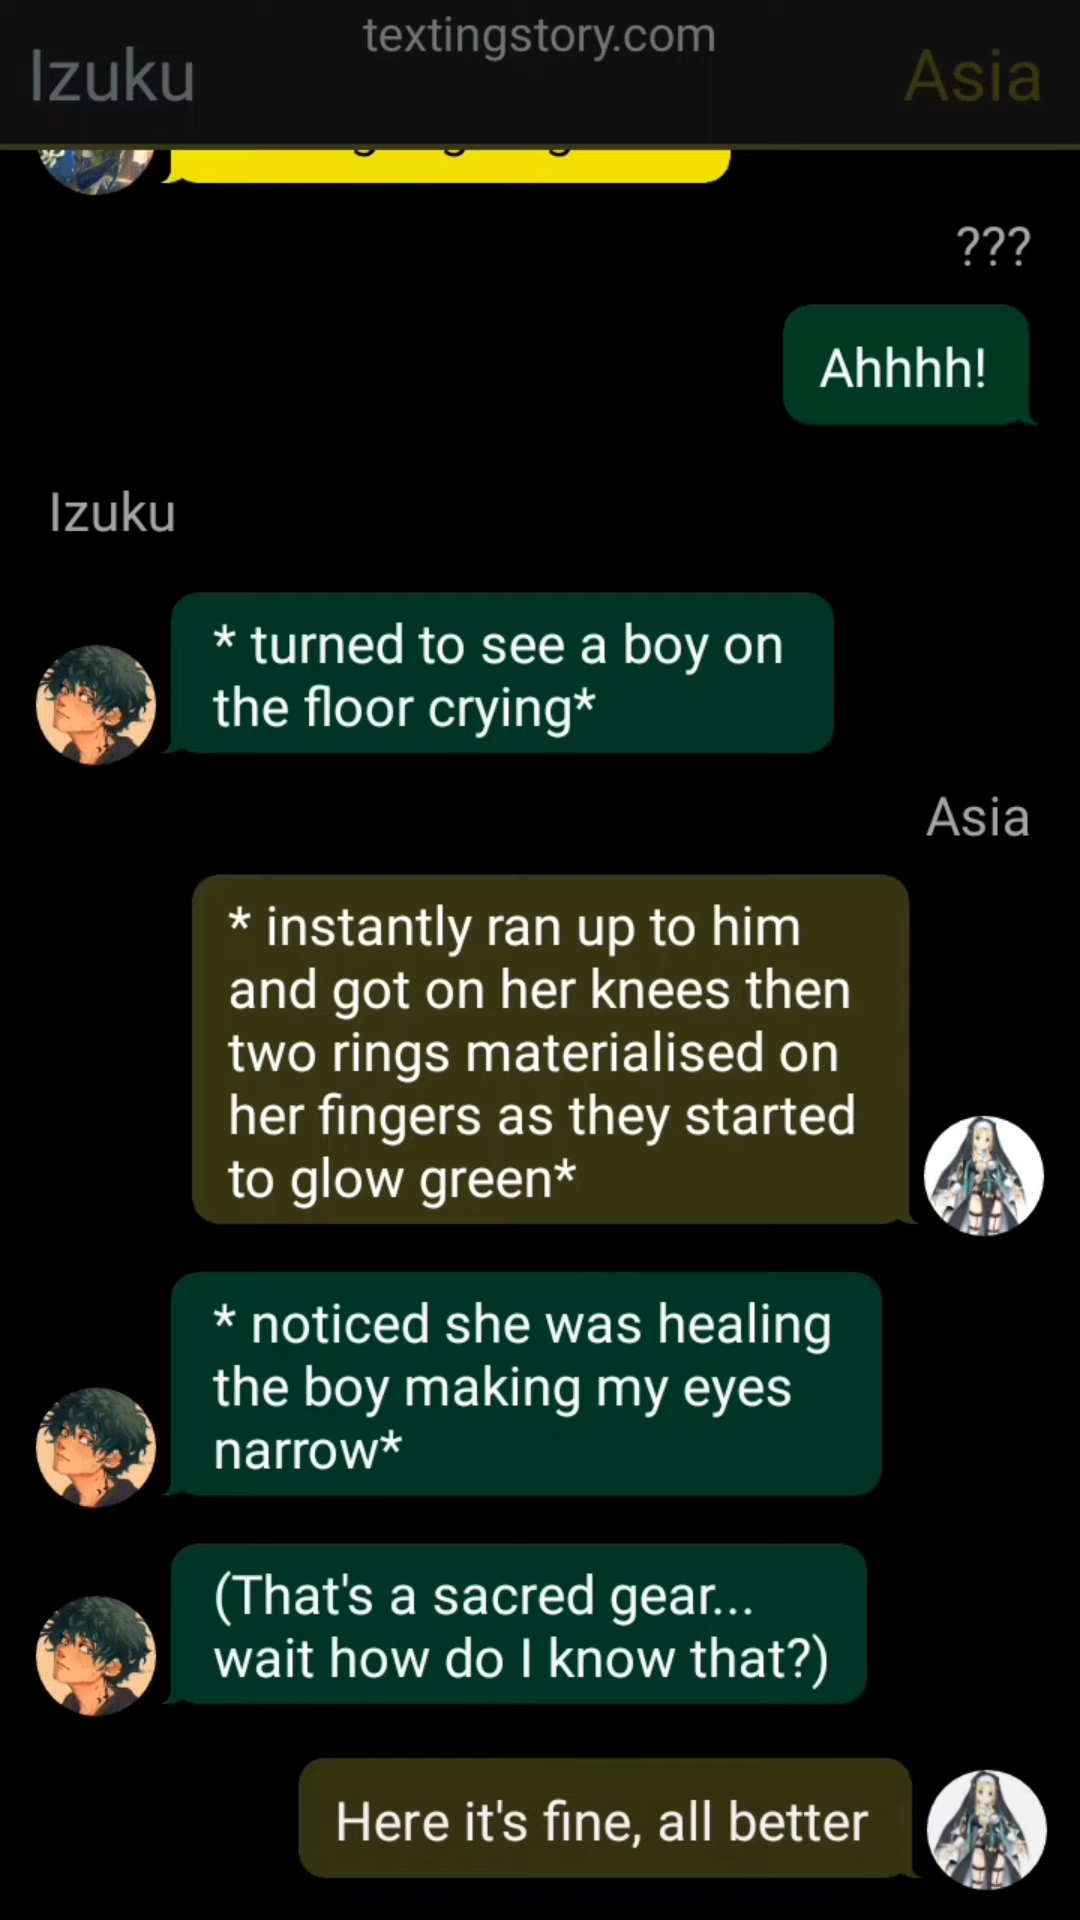 textingstory.com
Izuku
Asia
???
Ahhhh!
Izuku
* turned to see a boy on
the floor crying*
Asia
* instantly ran up to him
and got on her knees then
two rings materialised on
her fingers as they started
to glow green*
* noticed she was healing
the boy making my eyes
narrow*
(That's a sacred gear...
wait how do I know that?)
Here it's fine, all better